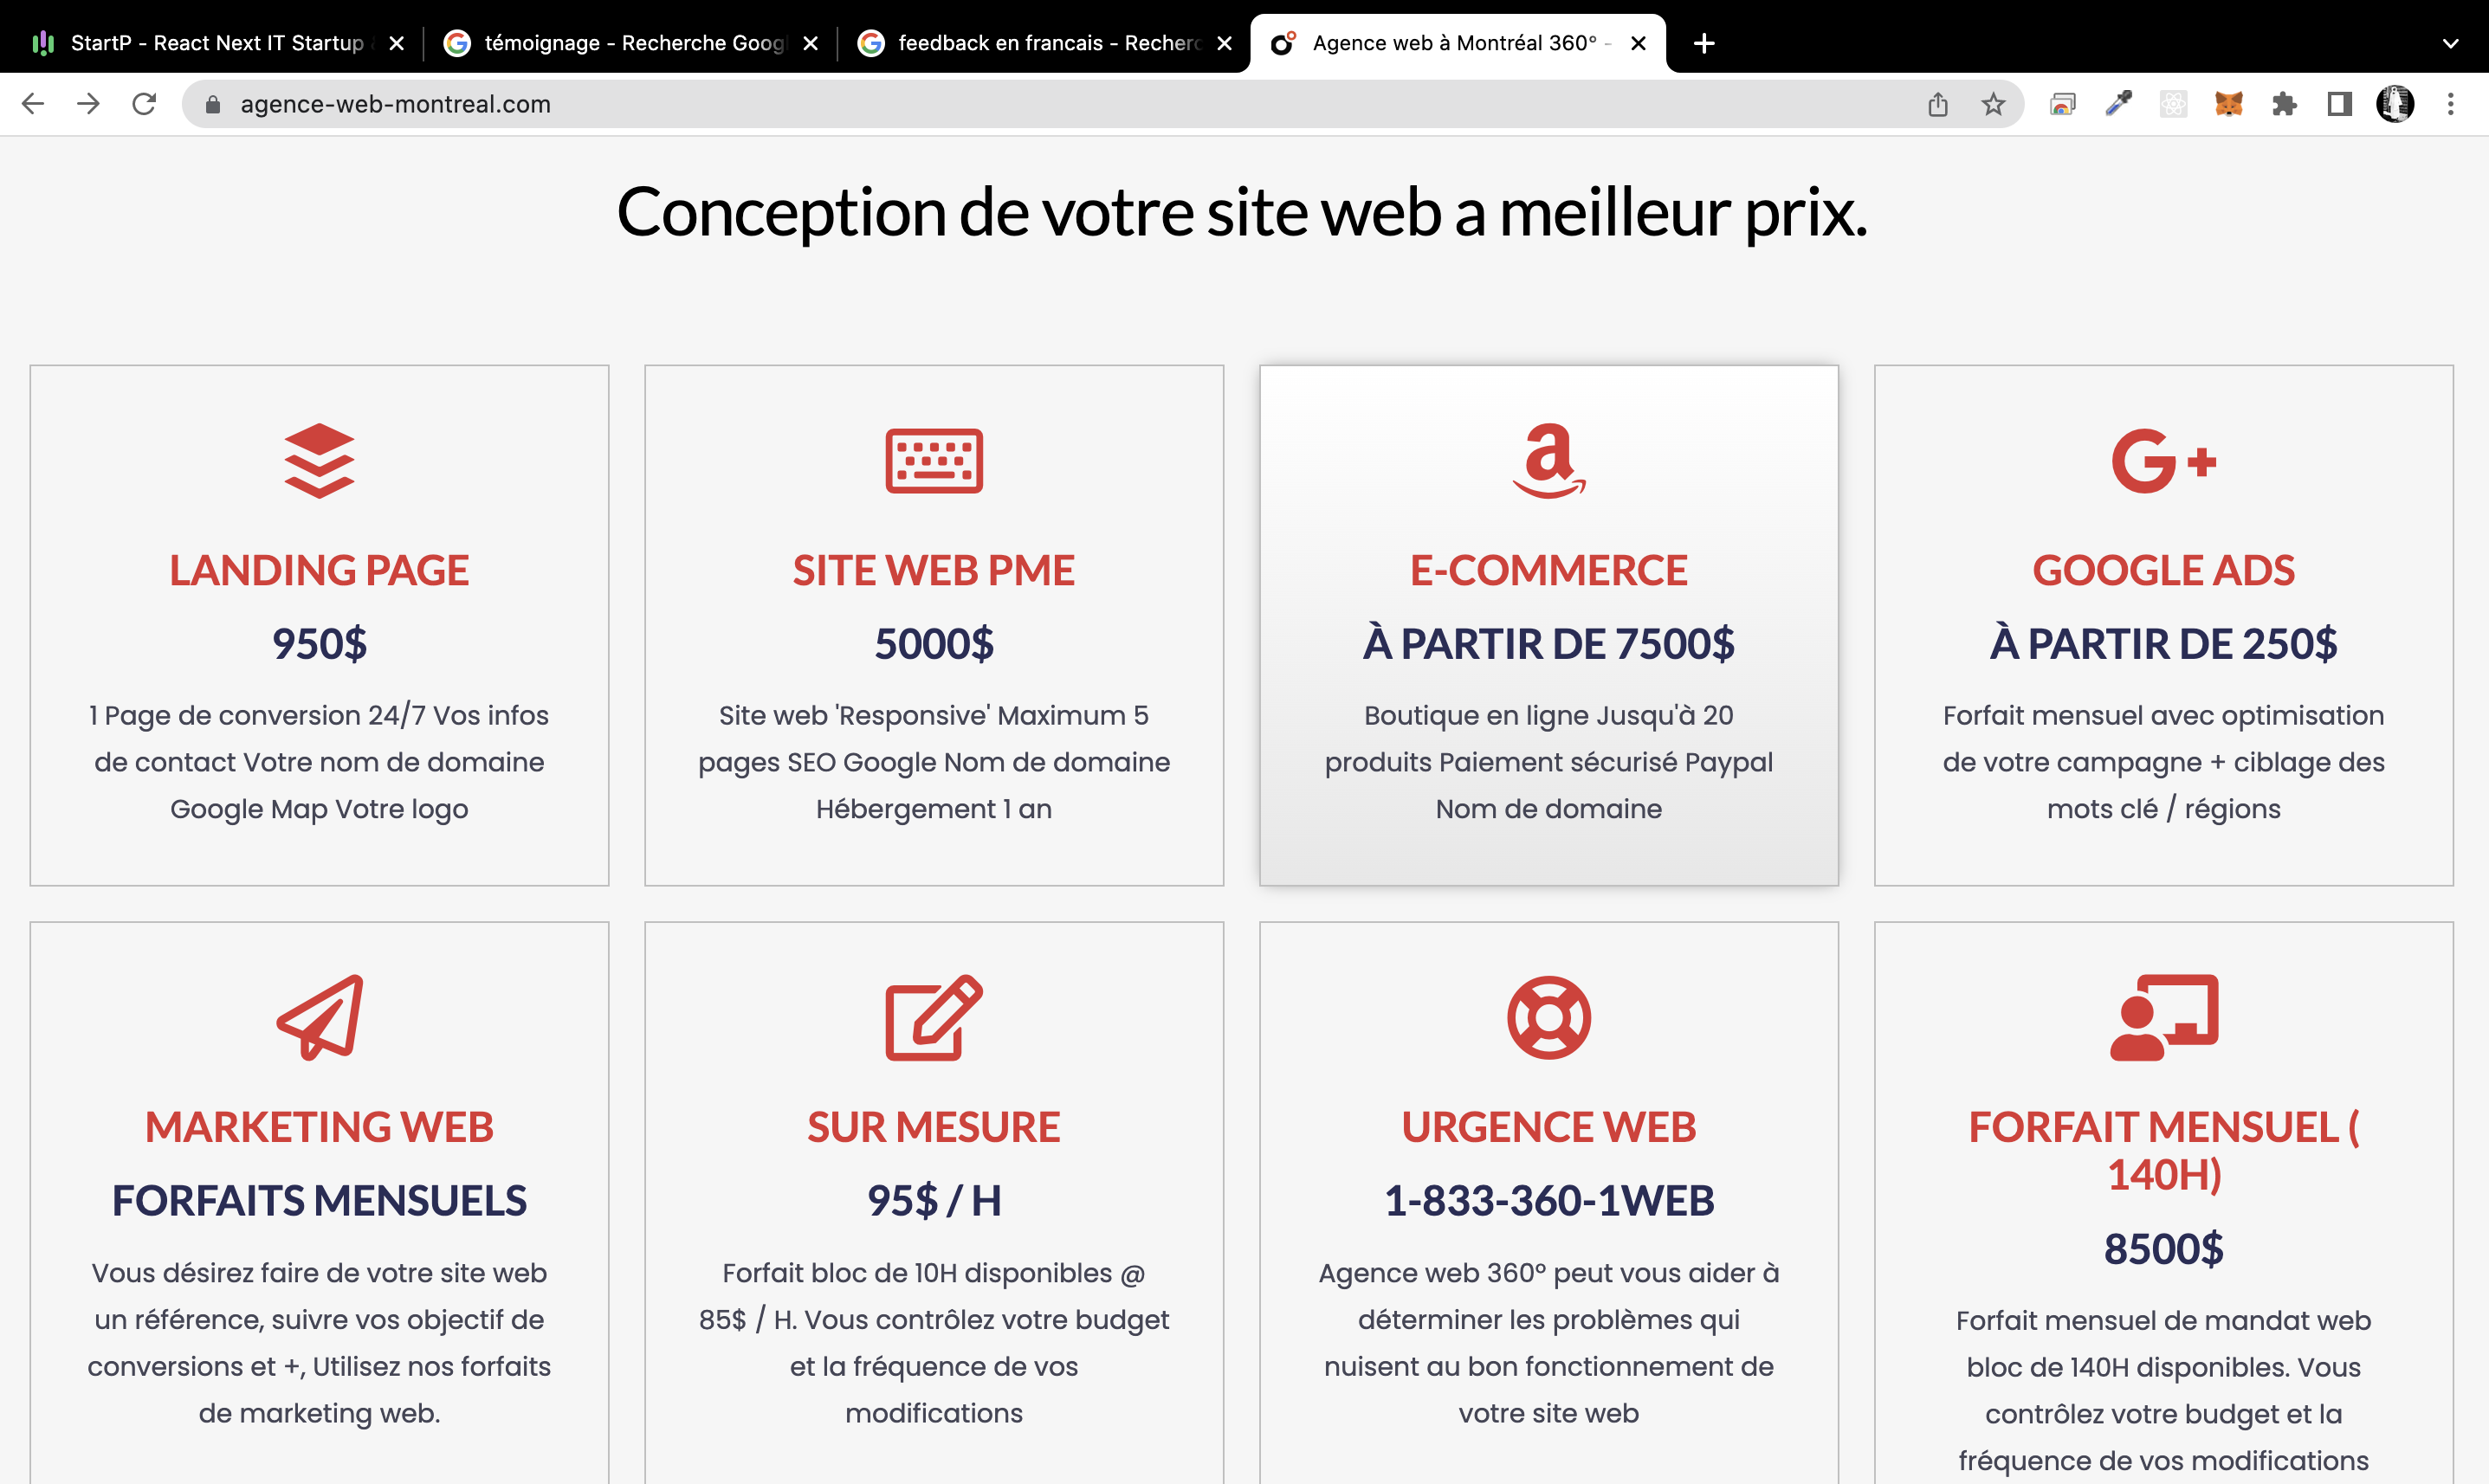 StartP - React Next IT Startup
témoignage - Recherche Goog
feedback en francais - Recherc
Agence web à Montréal 360° -
agence-web-montreal.com
Conception de votre site web a meilleur prix.
LANDING PAGE
950$
1 Page de conversion 24/7 Vos infos
de contact Votre nom de domaine
Google Map Votre logo
SITE WEB PME
5000$
Site web 'Responsive' Maximum 5
pages SEO Google Nom de domaine
Hébergement 1 an
E-COMMERCE
À PARTIR DE 7500$
Boutique en ligne Jusqu'à 20
produits Paiement sécurisé Paypal
Nom de domaine
GOOGLE ADS
À PARTIR DE 250$
Forfait mensuel avec optimisation
de votre campagne + ciblage des
mots clé / régions
MARKETING WEB
FORFAITS MENSUELS
Vous désirez faire de votre site web
un référence, suivre vos objectif de
conversions et +, Utilisez nos forfaits
de marketing web.
SUR MESURE
95$ / H
Forfait bloc de 10H disponibles @
85$ / H. Vous contrôlez votre budget
et la fréquence de vos
modifications
URGENCE WEB
1-833-360-1WEB
Agence web 360° peut vous aider à
déterminer les problèmes qui
nuisent au bon fonctionnement de
votre site web
FORFAIT MENSUEL (
140H)
8500$
Forfait mensuel de mandat web
bloc de 140H disponibles. Vous
contrôlez votre budget et la
fréquence de vos modifications